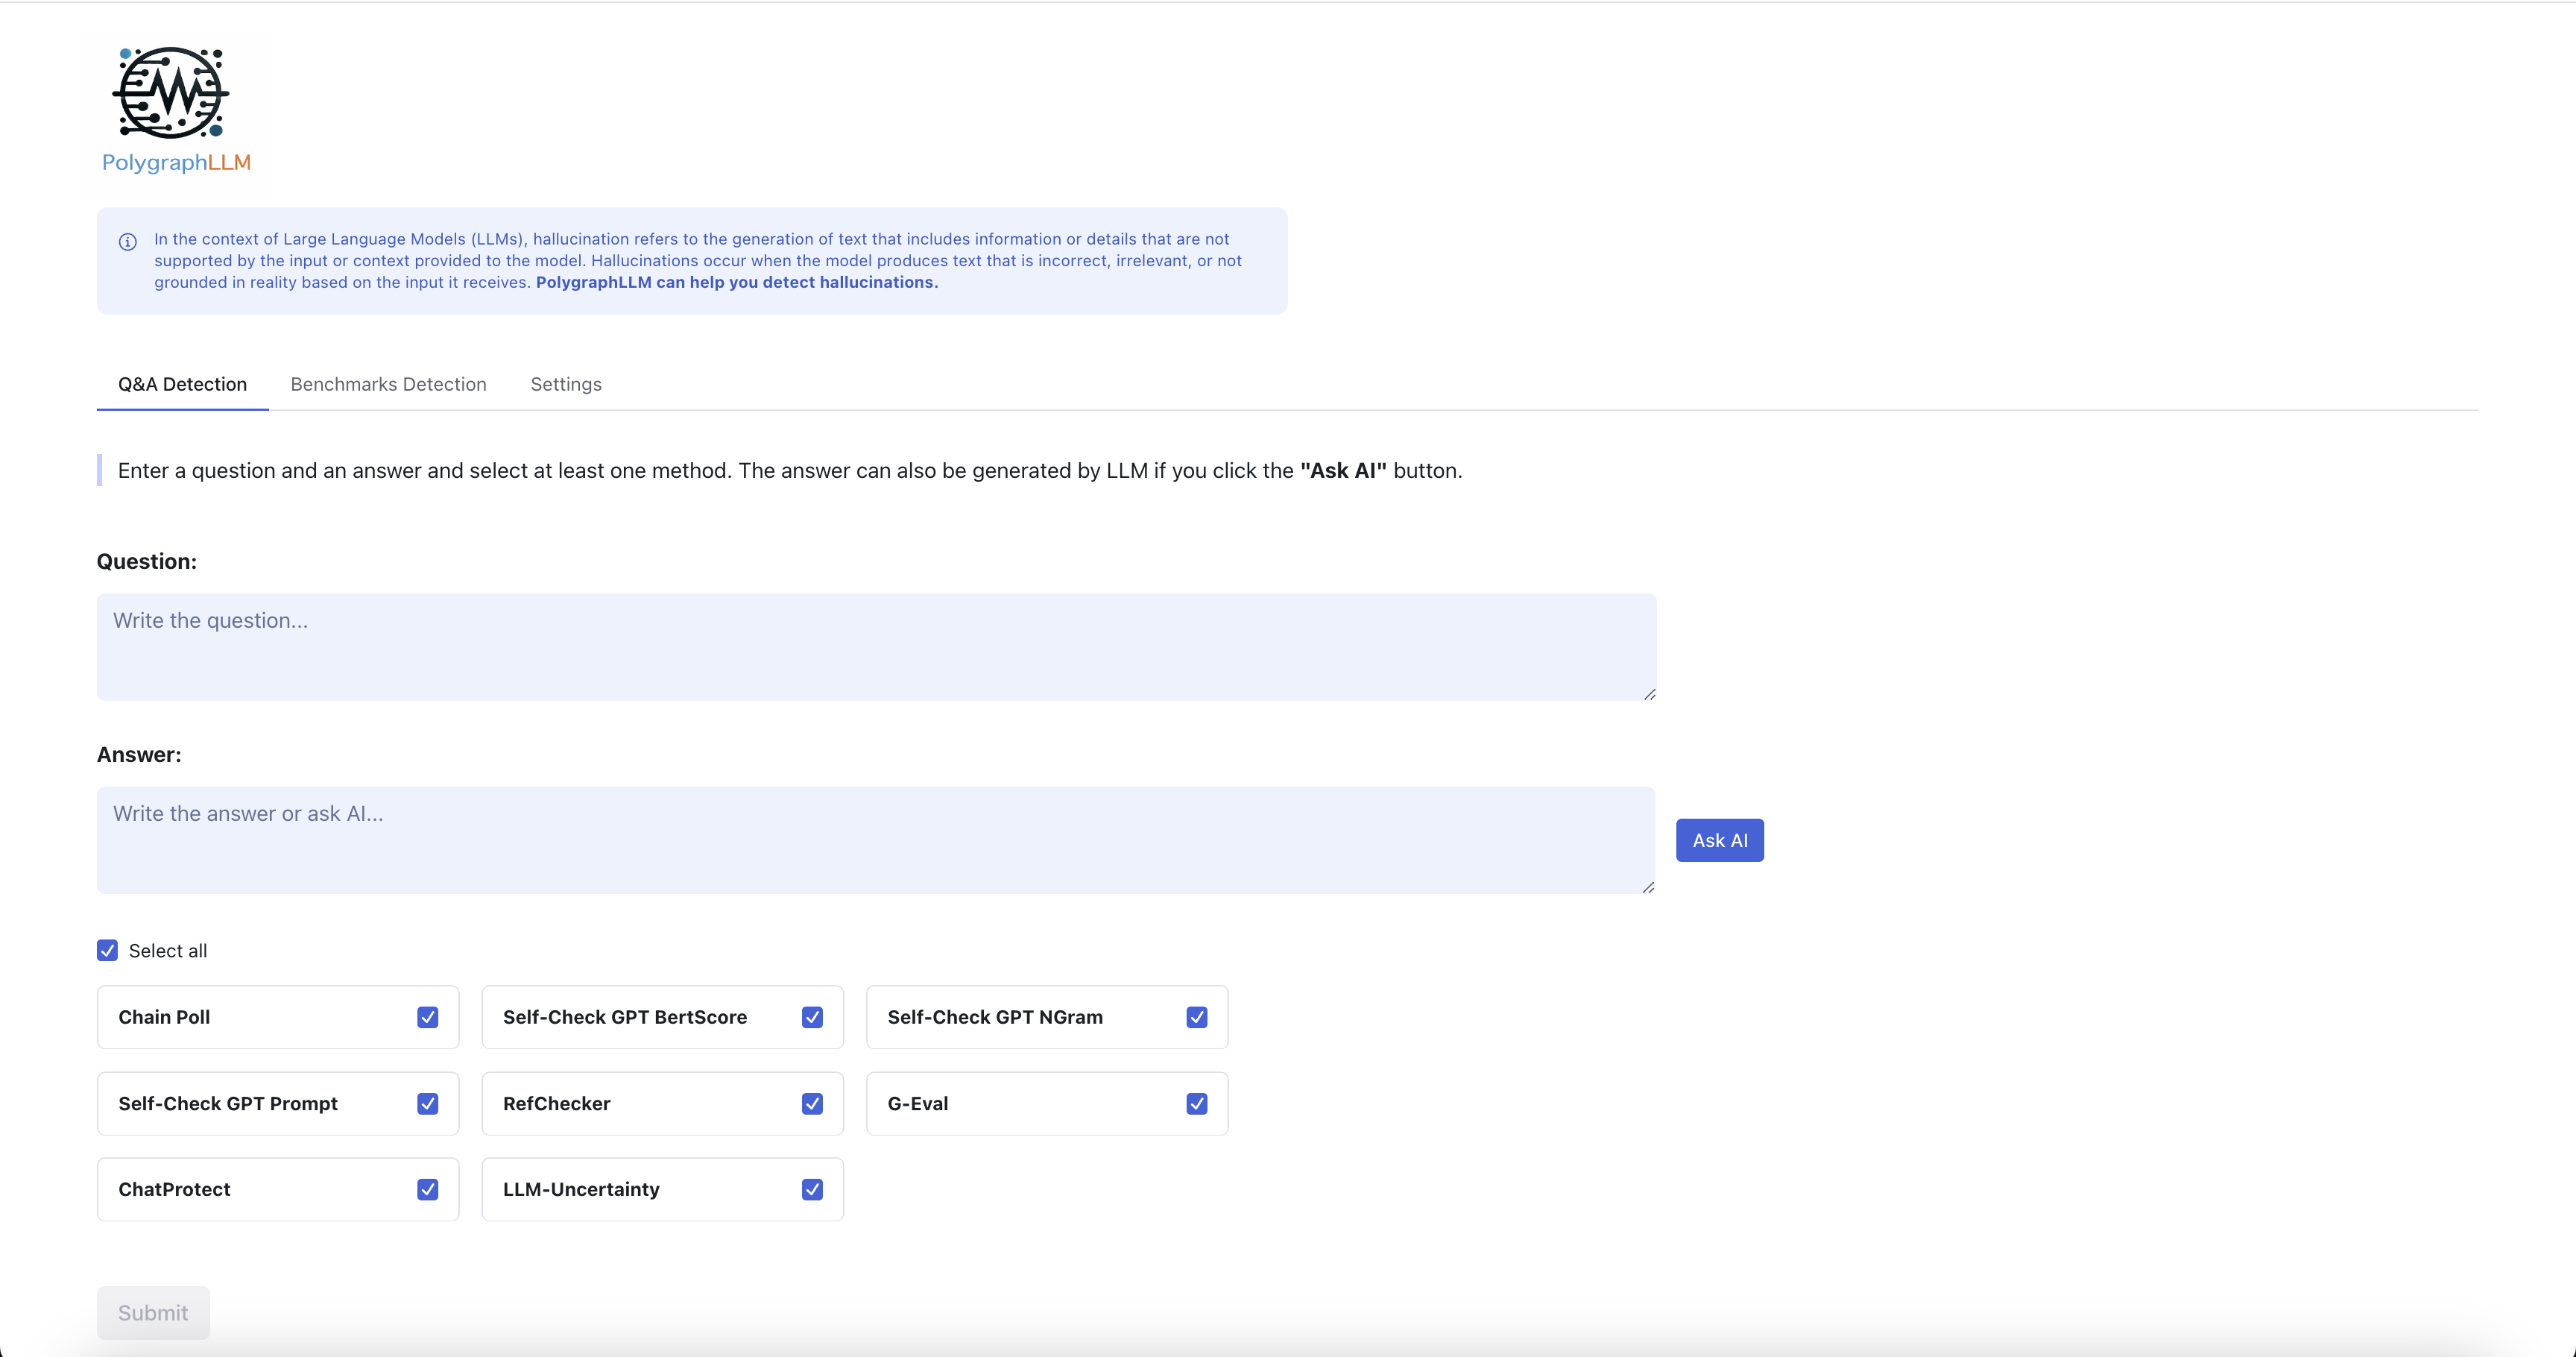 PolygraphLLM
In the context of Large Language Models (LLMs), hallucination refers to the generation of text that includes information or details that are not
supported by the input or context provided to the model. Hallucinations occur when the model produces text that is incorrect, irrelevant, or not
grounded in reality based on the input it receives. PolygraphLLM can help you detect hallucinations.
Q&A Detection
Benchmarks Detection
Settings
Enter a question and an answer and select at least one method. The answer can also be generated by LLM if you click the "Ask AI" button.
Question:
Write the question...
Answer:
Write the answer or ask AI...
Ask AI
Select all
Chain Poll
Self-Check GPT BertScore
Self-Check GPT NGram
Self-Check GPT Prompt
RefChecker
G-Eval
ChatProtect
LLM-Uncertainty
Submit